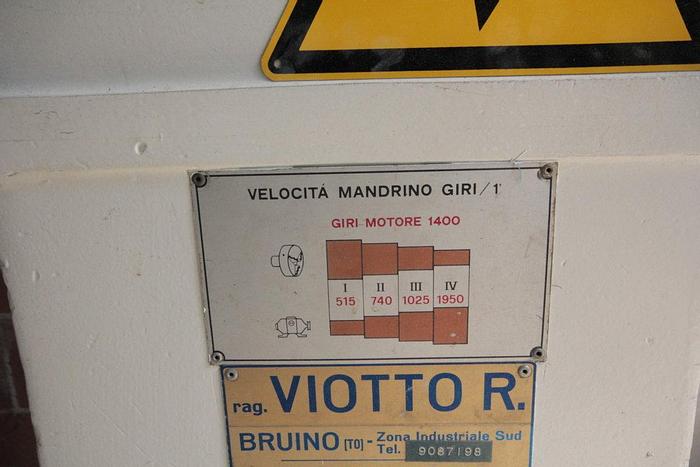 VELOCITÁ MANDRINO GIRI/1'
GIRI MOTORE 1400
I II III IV
515 740 1025 1950
rag. VIOTTO R.
BRUINO [TO] - Zona Industriale Sud
Tel. 9087198